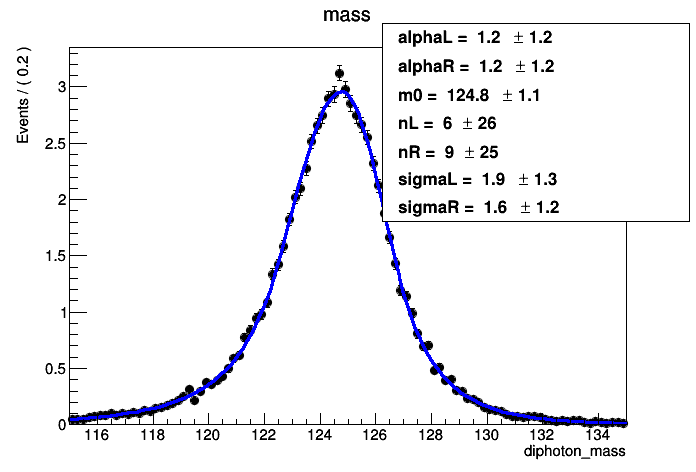 mass
alphaL = 1.2 ± 1.2
alphaR = 1.2 ± 1.2
m0 = 124.8 ± 1.1
nL = 6 ± 26
nR = 9 ± 25
sigmaL = 1.9 ± 1.3
sigmaR = 1.6 ± 1.2
Events / ( 0.2 )
3
2.5
2
1.5
1
0.5
0
116 118 120 122 124 126 128 130 132 134
diphoton_mass